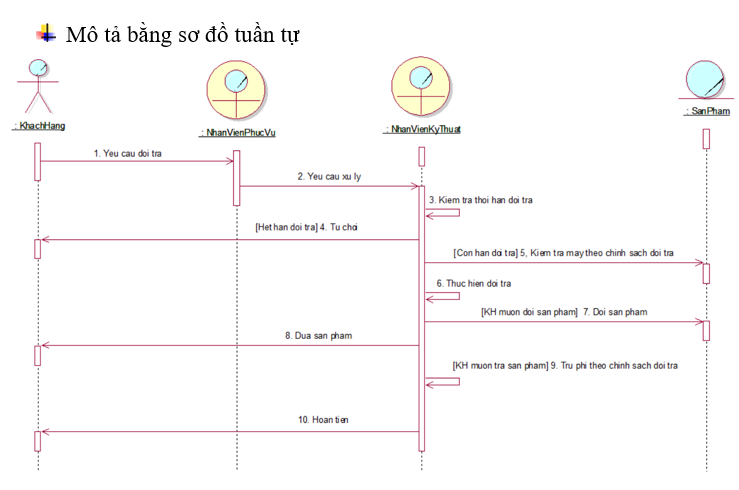 Mô tả bằng sơ đồ tuần tự
: KhachHang
: NhanVienPhucVu
: NhanVienKyThuat
: SanPham
1. Yeu cau doi tra
2. Yeu cau xu ly
3. Kiem tra thoi han doi tra
[Het han doi tra] 4. Tu choi
[Con han doi tra] 5, Kiem tra may theo chinh sach doi tra
6. Thuc hien doi tra
[KH muon doi san pham] 7. Doi san pham
8. Dua san pham
[KH muon tra san pham] 9. Tru phi theo chinh sach doi tra
10. Hoan tien